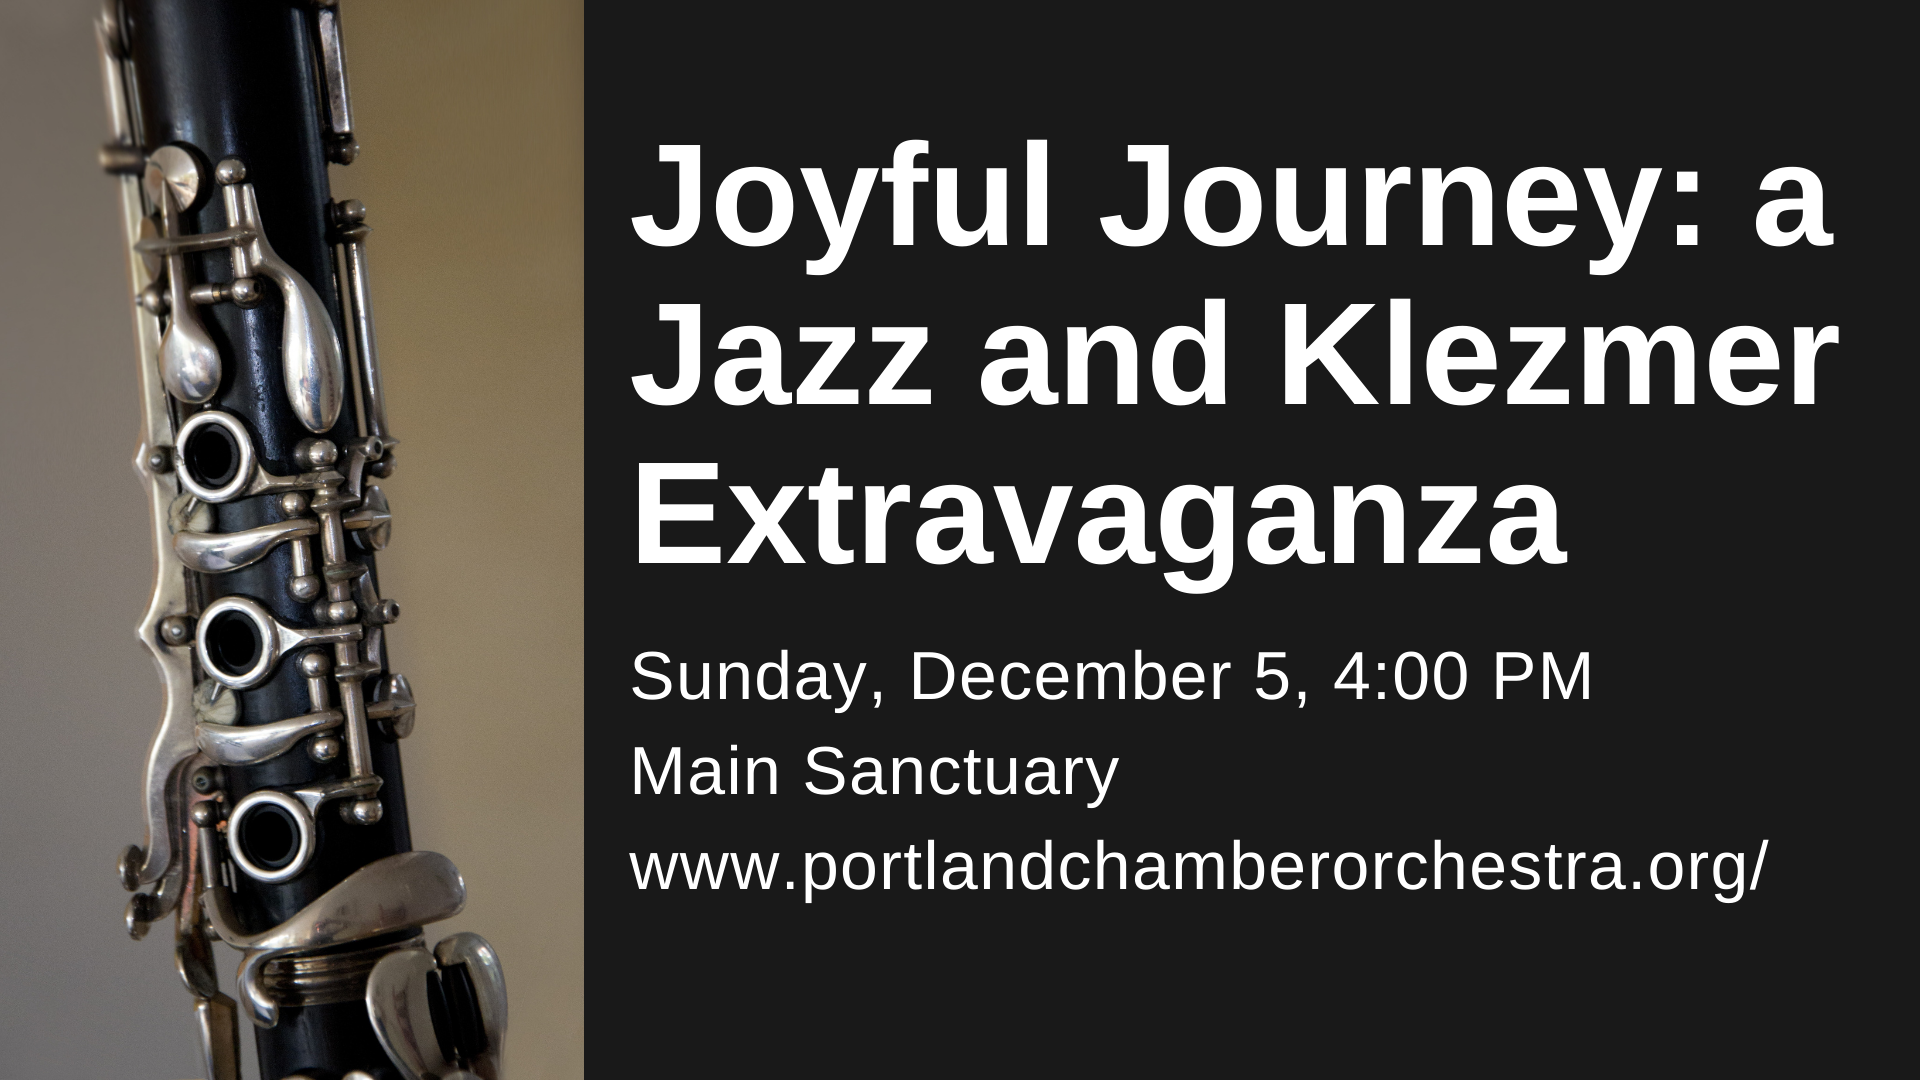 Joyful Journey: a
Jazz and Klezmer
Extravaganza
Sunday, December 5, 4:00 PM
Main Sanctuary
www.portlandchamberorchestra.org/